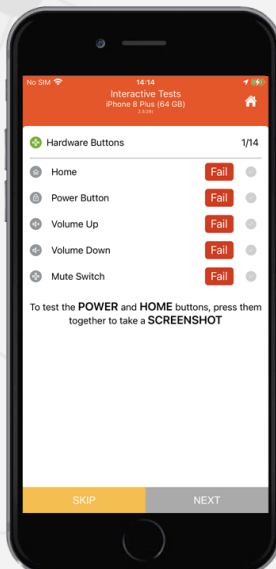 No SIM 14:14
Interactive Tests
iPhone 8 Plus (64 GB)
Hardware Buttons 1/14
Home Fail
Power Button Fail
Volume Up Fail
Volume Down Fail
Mute Switch Fail
To test the POWER and HOME buttons, press them
together to take a SCREENSHOT
SKIP NEXT